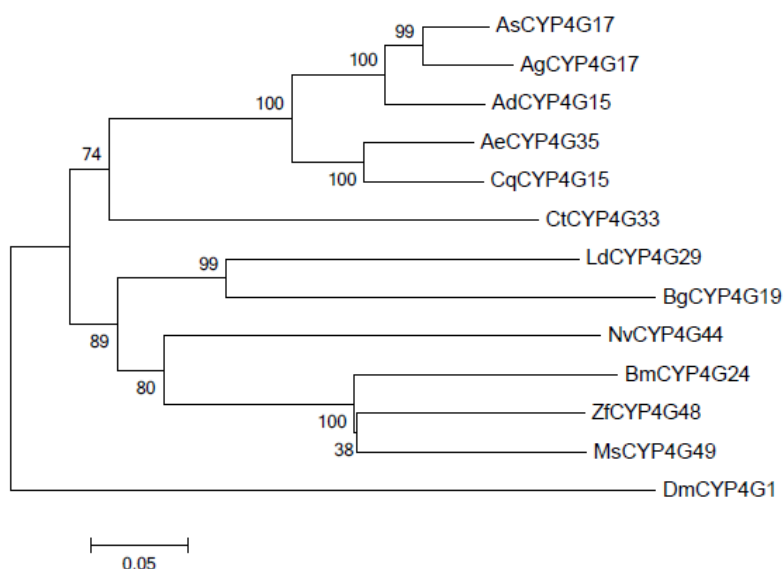 99
AsCYP4G17
AgCYP4G17
100
AdCYP4G15
100
AeCYP4G35
74
100
CqCYP4G15
CtCYP4G33
99
LdCYP4G29
BgCYP4G19
89
NvCYP4G44
80
BmCYP4G24
100
ZfCYP4G48
38
MsCYP4G49
DmCYP4G1
0.05